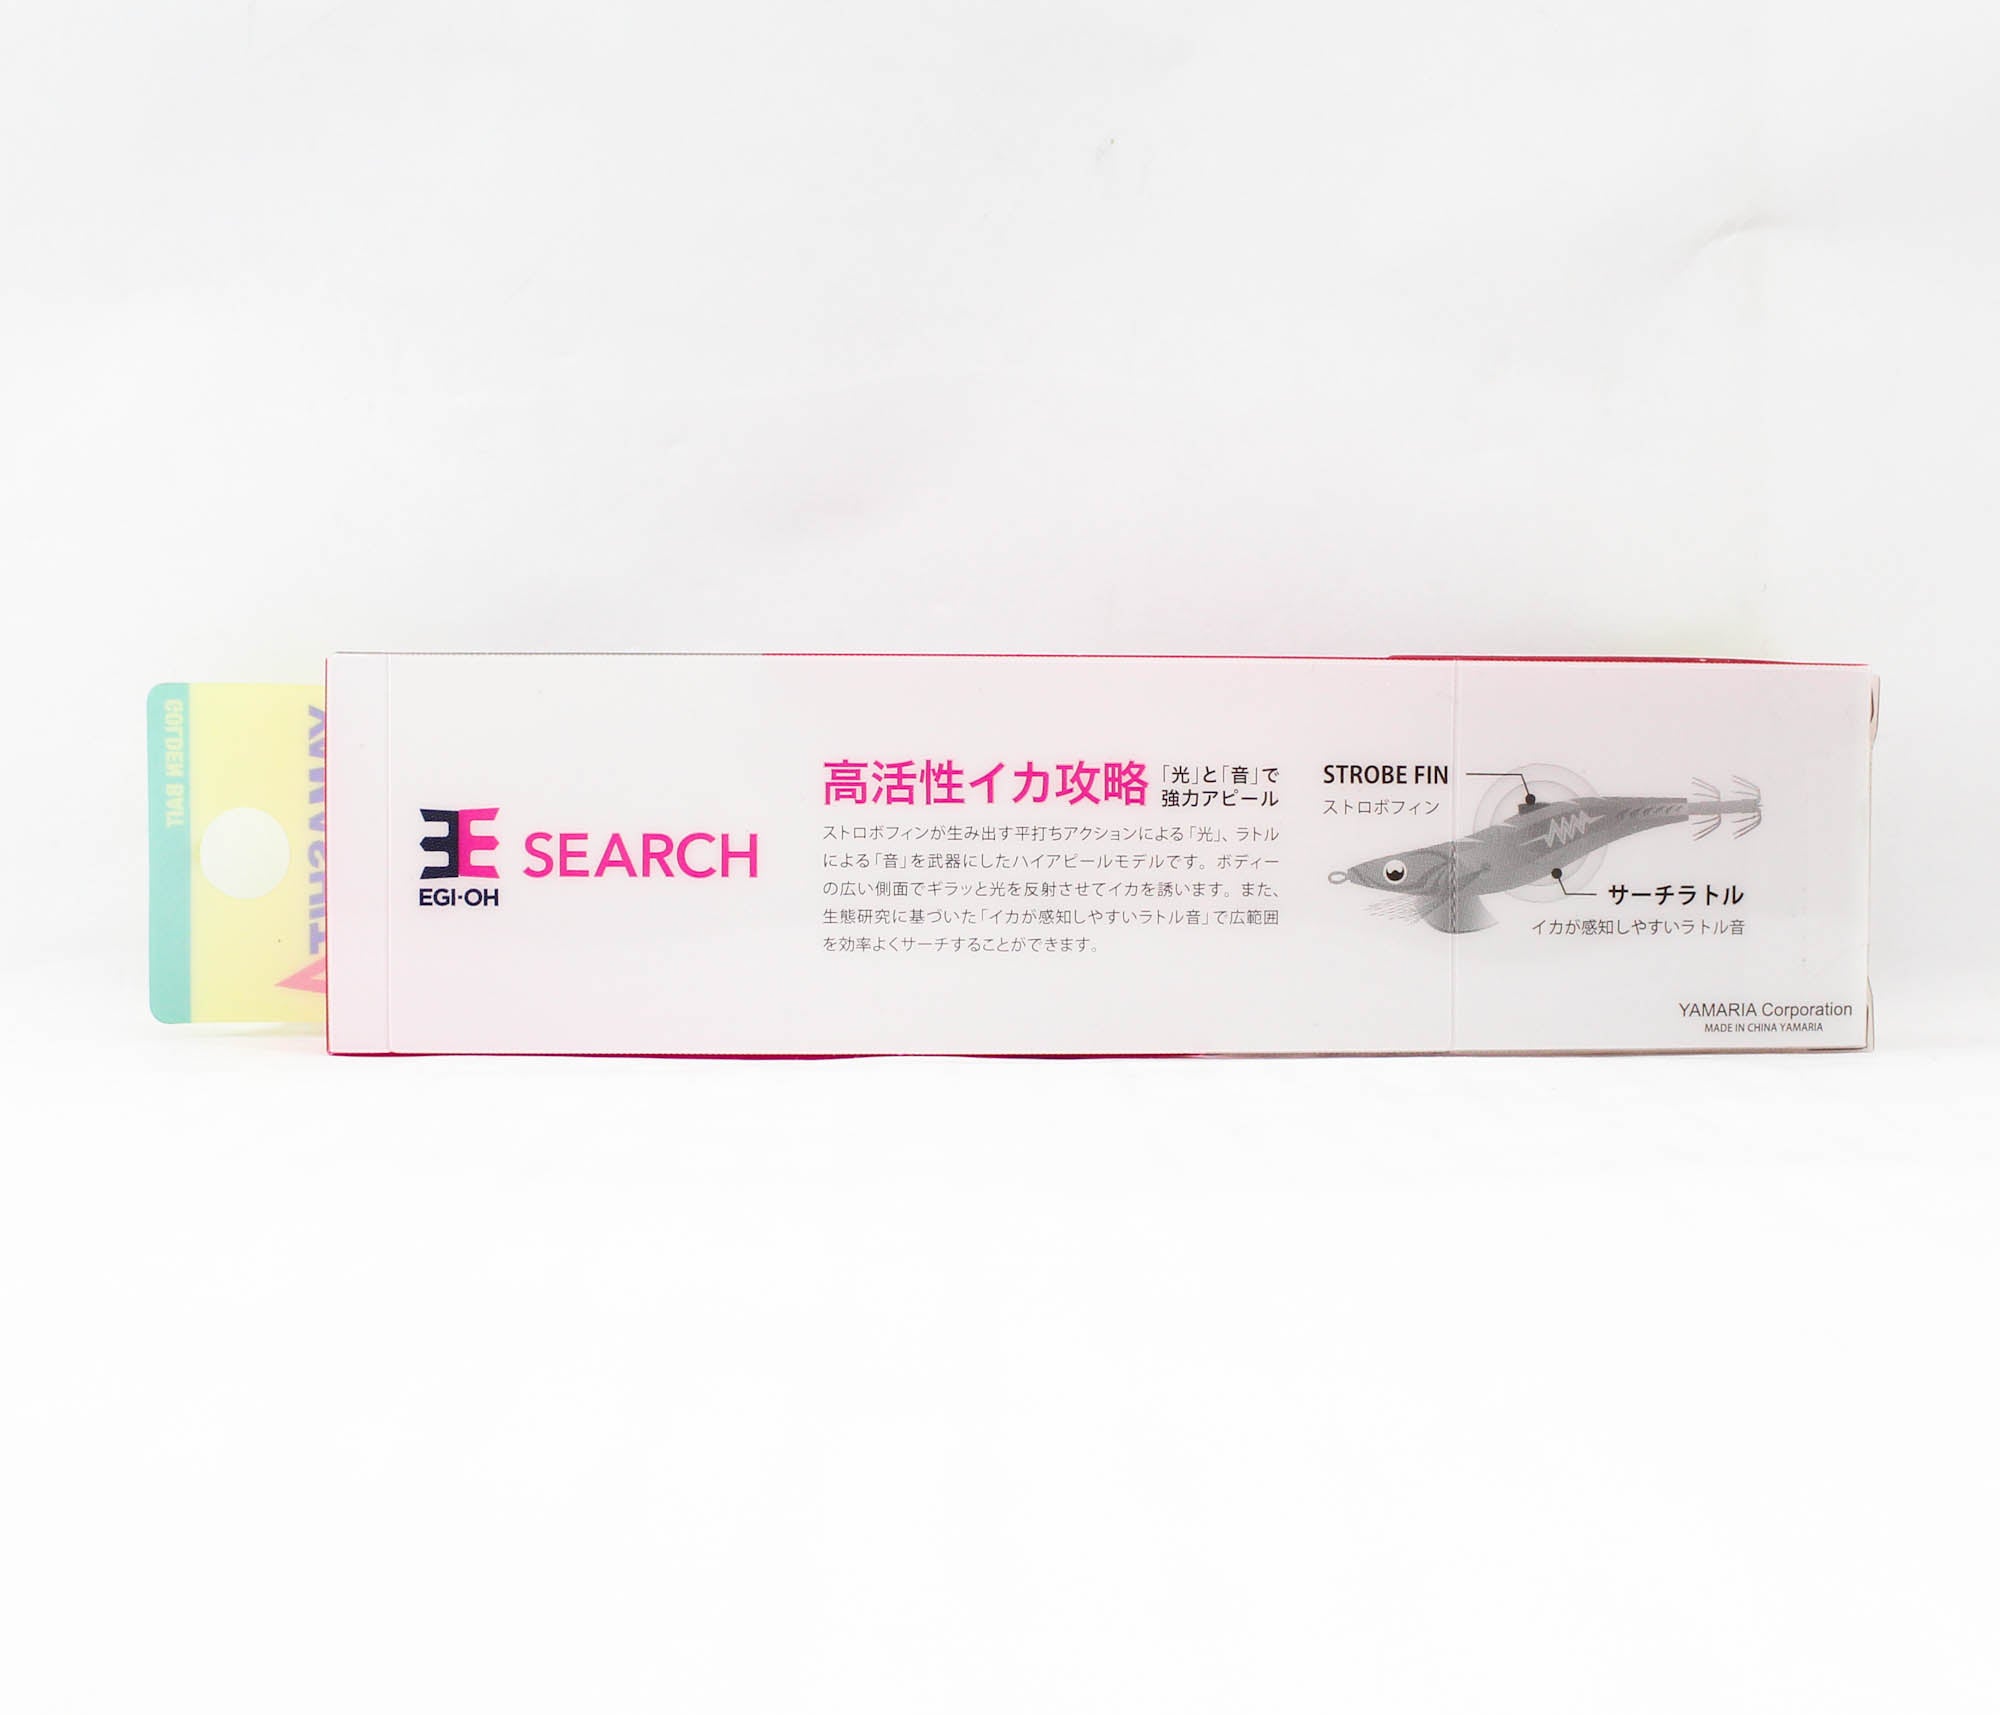 GOLDEN BAIT
YAMASHITA
EGI-OH
SEARCH
高活性イカ攻略
「光」と「音」で
強力アピール
ストロボフィンが生み出す平打ちアクションによる「光」、ラトル
による「音」を武器にしたハイアピールモデルです。ボディー
の広い側面でギラッと光を反射させてイカを誘います。また、
生態研究に基づいた「イカが感知しやすいラトル音」で広範囲
を効率よくサーチすることができます。
STROBE FIN
ストロボフィン
サーチラトル
イカが感知しやすいラトル音
YAMARIA Corporation
MADE IN CHINA YAMARIA